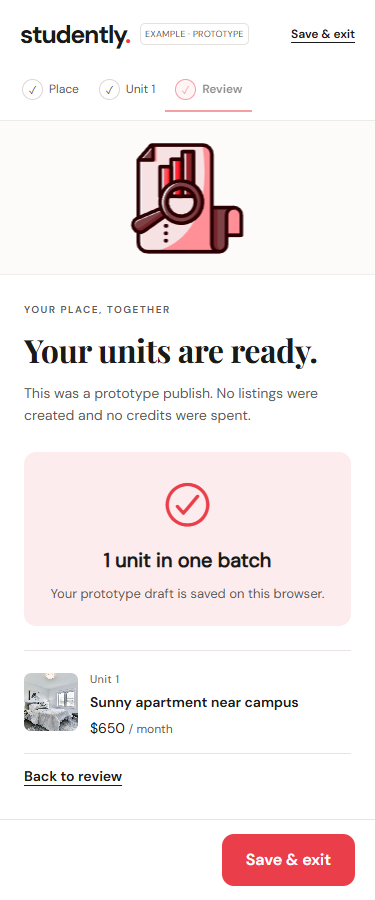 studently.
EXAMPLE · PROTOTYPE
Save & exit
Place
Unit 1
Review
YOUR PLACE, TOGETHER
Your units are ready.
This was a prototype publish. No listings were
created and no credits were spent.
1 unit in one batch
Your prototype draft is saved on this browser.
Unit 1
Sunny apartment near campus
$650 / month
Back to review
Save & exit